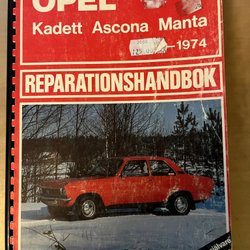 OPEL
Kadett Ascona Manta
—1974
REPARATIONSHANDBOK